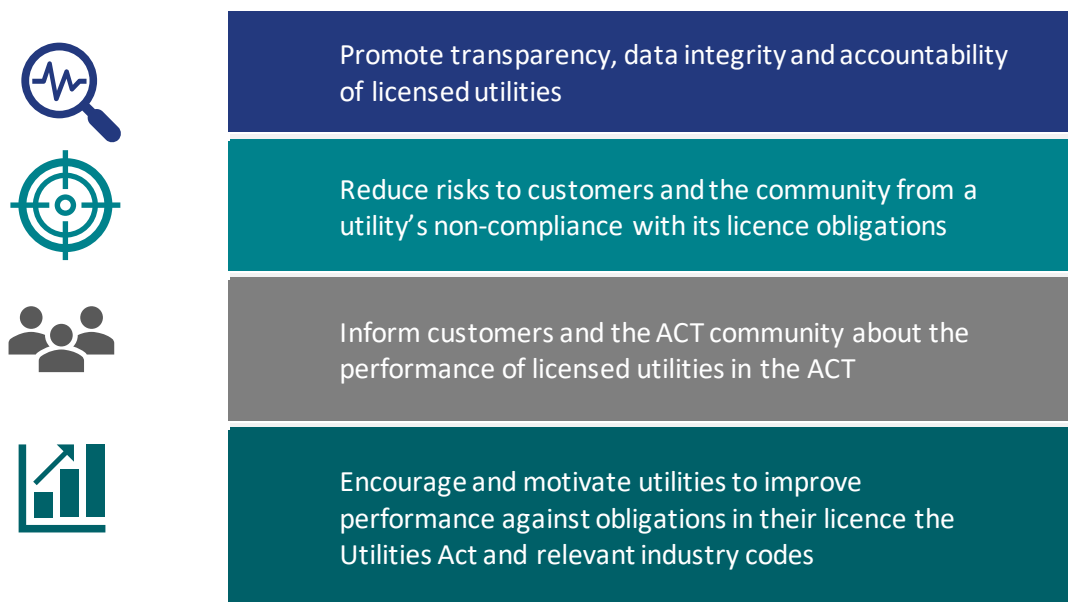 Promote transparency, data integrity and accountability
of licensed utilities
Reduce risks to customers and the community from a
utility’s non-compliance with its licence obligations
Inform customers and the ACT community about the
performance of licensed utilities in the ACT
Encourage and motivate utilities to improve
performance against obligations in their licence the
Utilities Act and relevant industry codes